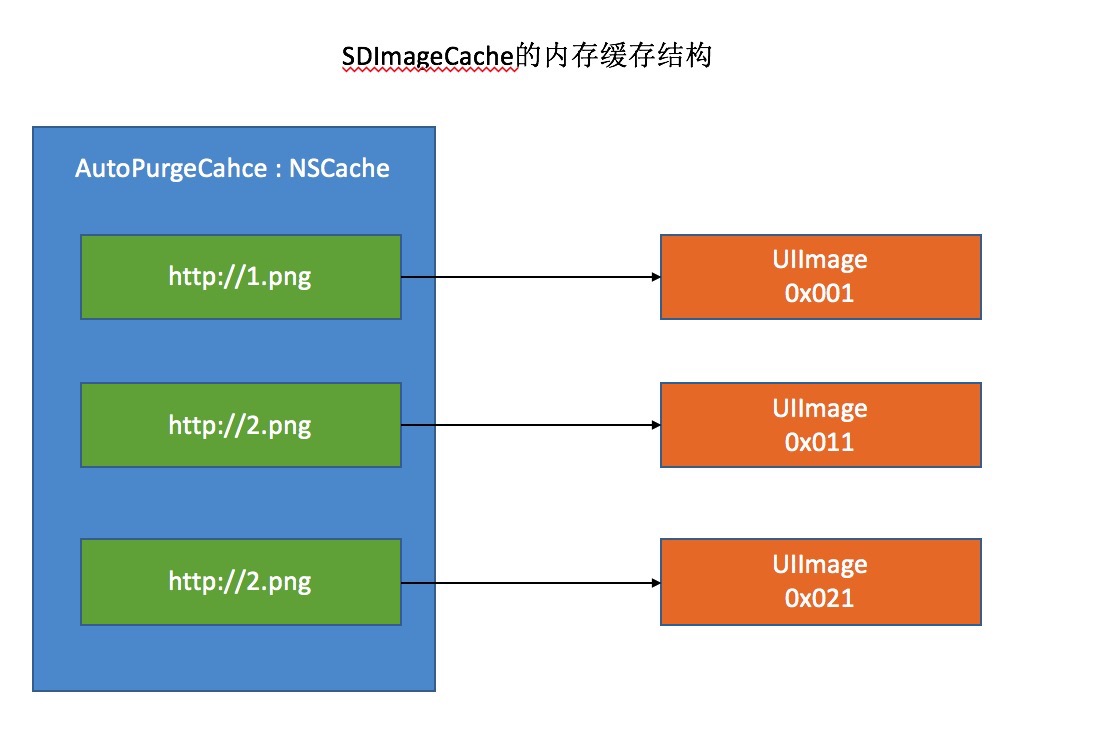 SDImageCache的内存缓存结构
AutoPurgeCahce : NSCache
http://1.png
UIImage
0x001
http://2.png
UIImage
0x011
http://2.png
UIImage
0x021